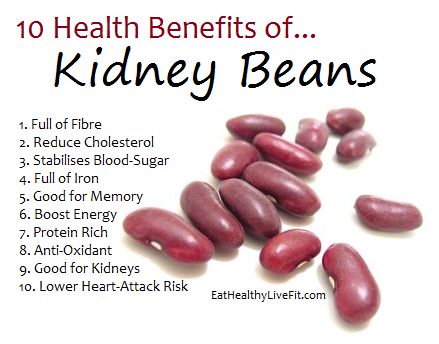 10 Health Benefits of...
Kidney Beans
1. Full of Fibre
2. Reduce Cholesterol
3. Stabilises Blood-Sugar
4. Full of Iron
5. Good for Memory
6. Boost Energy
7. Protein Rich
8. Anti-Oxidant
9. Good for Kidneys
10. Lower Heart-Attack Risk
EatHealthyLiveFit.com